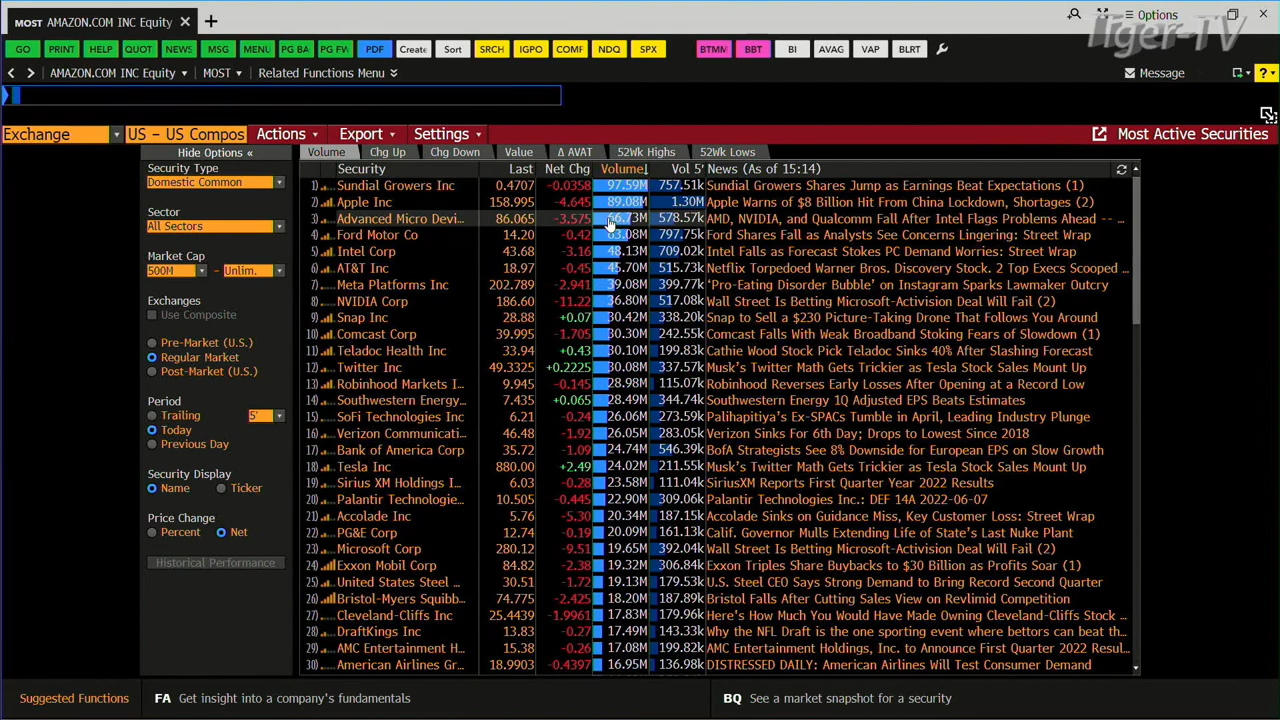 MOST AMAZON.COM INC Equity × +
Options
Tiger-TV
GO PRINT HELP QUOT NEWS MSG MENU PG BA PG FW PDF Create Sort SRCH IGPO COMF NDQ SPX BTMM BBT BI AVAG VAP BLRT
AMAZON.COM INC Equity MOST Related Functions Menu Message ?
Exchange US - US Compos Actions Export Settings Most Active Securities
Hide Options «
Security Type
Domestic Common
Sector
All Sectors
Market Cap
500M - Unlim.
Exchanges
Use Composite
Pre-Market (U.S.)
Regular Market
Post-Market (U.S.)
Period
Trailing 5'
Today
Previous Day
Security Display
Name Ticker
Price Change
Percent Net
Historical Performance
Volume Chg Up Chg Down Value Δ AVAT 52Wk Highs 52Wk Lows
Security Last Net Chg Volume↓ Vol 5' News (As of 15:14)
1) Sundial Growers Inc 0.4707 -0.0358 97.59M 757.51k Sundial Growers Shares Jump as Earnings Beat Expectations (1)
2) Apple Inc 158.995 -4.645 89.08M 1.30M Apple Warns of $8 Billion Hit From China Lockdown, Shortages (2)
3) Advanced Micro Devi... 86.065 -3.575 66.73M 578.57k AMD, NVIDIA, and Qualcomm Fall After Intel Flags Problems Ahead -- ...
4) Ford Motor Co 14.20 -0.42 63.08M 797.75k Ford Shares Fall as Analysts See Concerns Lingering: Street Wrap
5) Intel Corp 43.68 -3.16 48.13M 709.02k Intel Falls as Forecast Stokes PC Demand Worries: Street Wrap
6) AT&T Inc 18.97 -0.45 45.70M 515.73k Netflix Torpedoed Warner Bros. Discovery Stock. 2 Top Execs Scooped ...
7) Meta Platforms Inc 202.789 -2.941 39.08M 399.77k ‘Pro-Eating Disorder Bubble’ on Instagram Sparks Lawmaker Outcry
8) NVIDIA Corp 186.60 -11.22 36.80M 517.08k Wall Street Is Betting Microsoft-Activision Deal Will Fail (2)
9) Snap Inc 28.88 +0.07 30.42M 338.20k Snap to Sell a $230 Picture-Taking Drone That Follows You Around
10) Comcast Corp 39.995 -1.705 30.30M 242.55k Comcast Falls With Weak Broadband Stoking Fears of Slowdown (1)
11) Teladoc Health Inc 33.94 +0.43 30.10M 199.83k Cathie Wood Stock Pick Teladoc Sinks 40% After Slashing Forecast
12) Twitter Inc 49.3325 +0.2225 30.08M 337.57k Musk's Twitter Math Gets Trickier as Tesla Stock Sales Mount Up
13) Robinhood Markets I... 9.945 -0.145 28.98M 115.07k Robinhood Reverses Early Losses After Opening at a Record Low
14) Southwestern Energy... 7.435 +0.065 28.49M 344.74k Southwestern Energy 1Q Adjusted EPS Beats Estimates
15) SoFi Technologies Inc 6.21 -0.24 26.06M 273.59k Palihapitiya's Ex-SPACs Tumble in April, Leading Industry Plunge
16) Verizon Communicati... 46.48 -1.92 26.05M 283.05k Verizon Sinks For 6th Day; Drops to Lowest Since 2018
17) Bank of America Corp 35.72 -1.09 24.74M 546.39k BofA Strategists See 8% Downside for European EPS on Growth
18) Tesla Inc 880.00 +2.49 24.02M 211.55k Musk's Twitter Math Gets Trickier as Tesla Stock Sales Mount Up
19) Sirius XM Holdings I... 6.03 -0.28 23.58M 111.04k SiriusXM Reports First Quarter Year 2022 Results
20) Palantir Technologie... 10.505 -0.445 22.90M 309.06k Palantir Technologies Inc.: DEF 14A 2022-06-07
21) Accolade Inc 5.76 -5.30 20.34M 187.15k Accolade Sinks on Guidance Miss, Key Customer Loss: Street Wrap
22) PG&E Corp 12.74 -0.19 20.09M 161.13k Calif. Governor Mulls Extending Life of State's Last Nuke Plant
23) Microsoft Corp 280.12 -9.51 19.65M 392.04k Wall Street Is Betting Microsoft-Activision Deal Will Fail (2)
24) Exxon Mobil Corp 84.82 -2.38 19.32M 306.84k Exxon Triples Share Buybacks to $30 Billion as Profits Soar (1)
25) United States Steel ... 30.51 -1.72 19.13M 179.53k U.S. Steel CEO Says Strong Demand to Bring Record Second Quarter
26) Bristol-Myers Squibb... 74.775 -2.425 18.20M 187.89k Bristol Falls After Cutting Sales View on Revlimid Competition
27) Cleveland-Cliffs Inc 25.4439 -1.9961 17.83M 179.96k Here's How Much You Would Have Made Owning Cleveland-Cliffs Stock ...
28) DraftKings Inc 13.83 -0.27 17.49M 143.33k Why the NFL Draft is the one sporting event where bettors can beat th...
29) AMC Entertainment H... 15.38 -0.26 17.08M 199.82k AMC Entertainment Holdings, Inc. to Announce First Quarter 2022 Resul...
30) American Airlines Gr... 18.9903 -0.4397 16.95M 136.98k DISTRESSED DAILY: American Airlines Will Test Consumer Demand
Suggested Functions FA Get insight into a company's fundamentals BQ See a market snapshot for a security